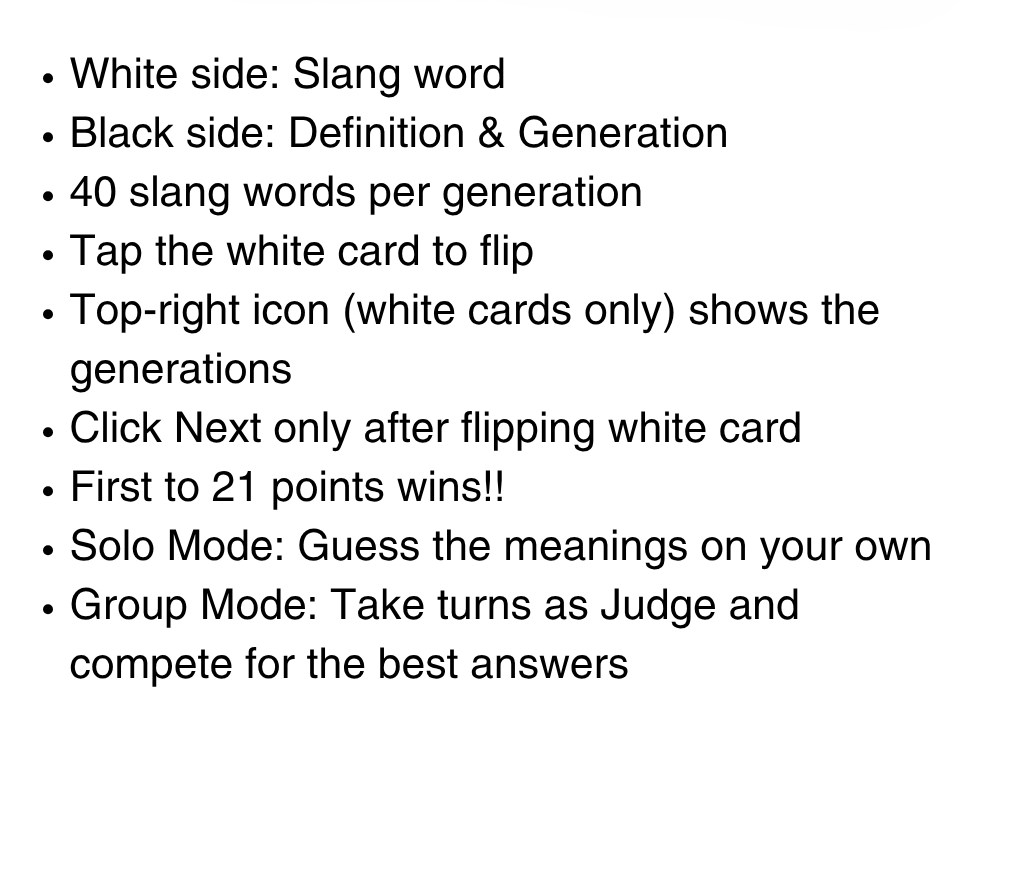 • White side: Slang word
• Black side: Definition & Generation
• 40 slang words per generation
• Tap the white card to flip
• Top-right icon (white cards only) shows the
generations
• Click Next only after flipping white card
• First to 21 points wins!!
• Solo Mode: Guess the meanings on your own
• Group Mode: Take turns as Judge and
compete for the best answers